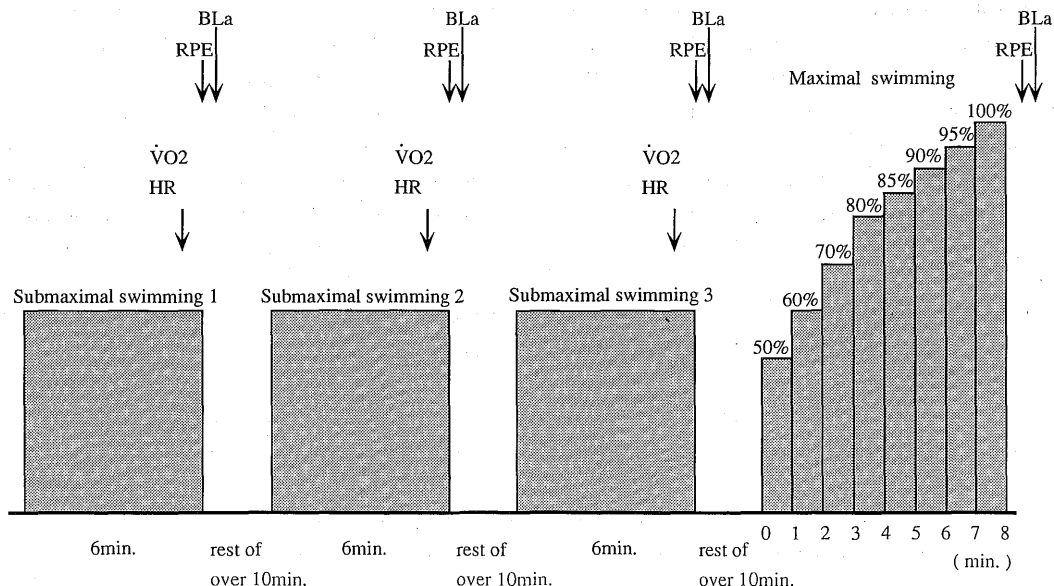 BLa BLa BLa BLa
RPE RPE RPE RPE
Maximal swimming
100%
95%
90%
85%
80%
70%
60%
50%
V̇O2 V̇O2 V̇O2
HR HR HR
Submaximal swimming 1 Submaximal swimming 2 Submaximal swimming 3
0 1 2 3 4 5 6 7 8
6min. rest of 6min. rest of 6min. rest of ( min. )
over 10min. over 10min. over 10min.